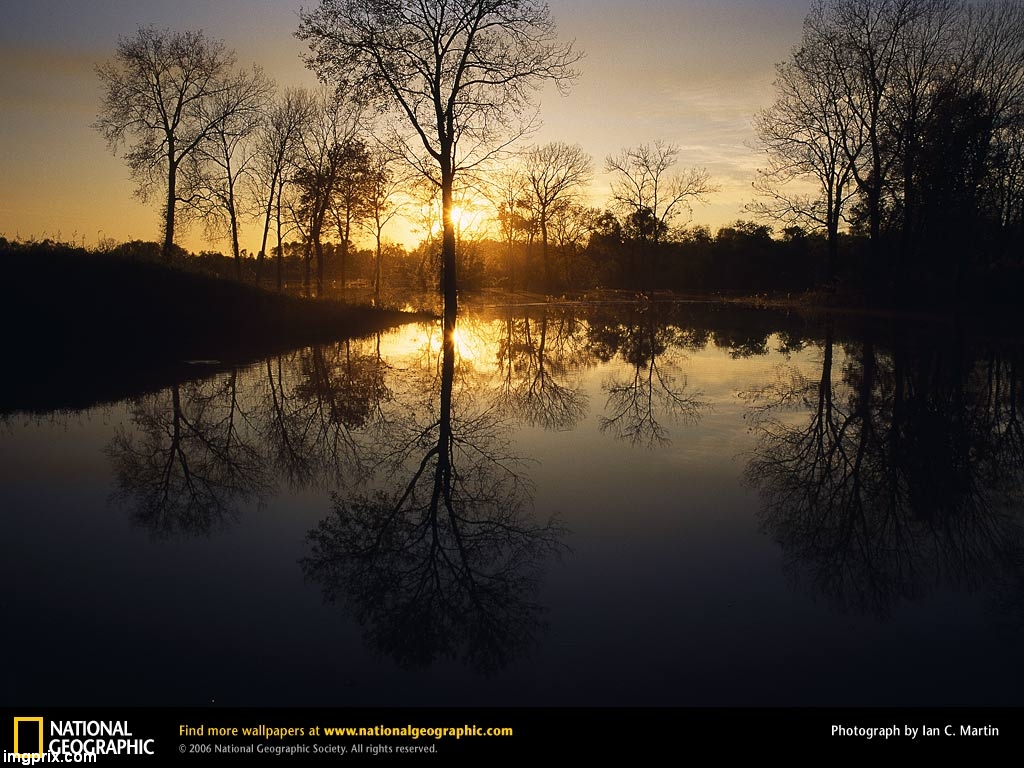 NATIONAL
GEOGRAPHIC
Find more wallpapers at www.nationalgeographic.com
© 2006 National Geographic Society. All rights reserved.
Photograph by Ian C. Martin
imgprix.com